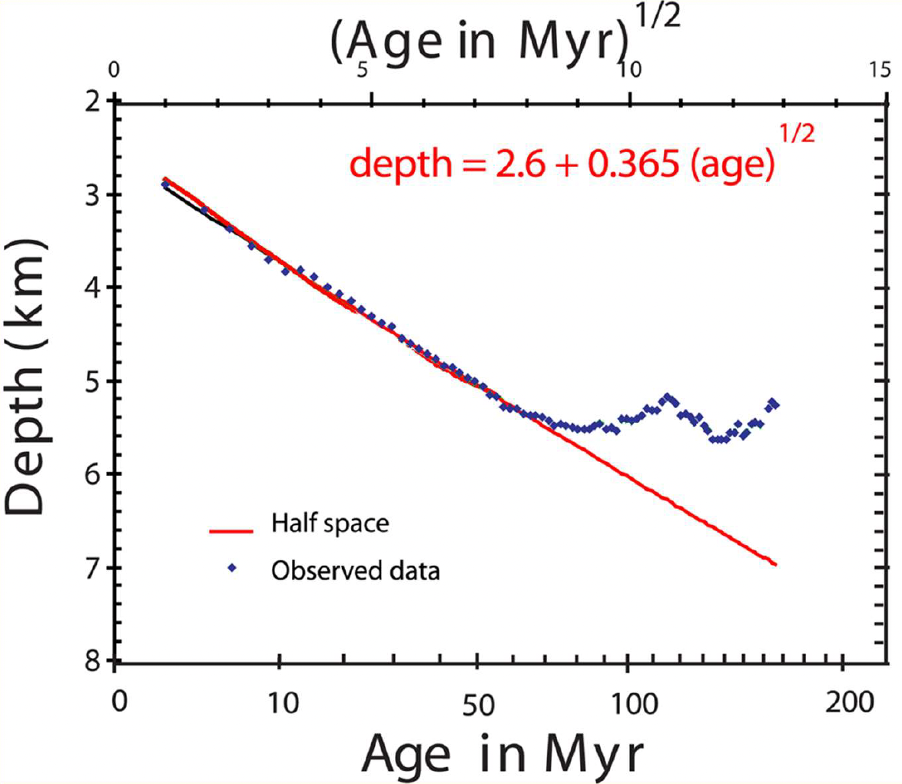 (Age in Myr)1/2
0 5 10 15
depth = 2.6 + 0.365 (age)1/2
2
3
4
5
6
7
8
Depth (km)
Half space
Observed data
0 10 50 100 200
Age in Myr